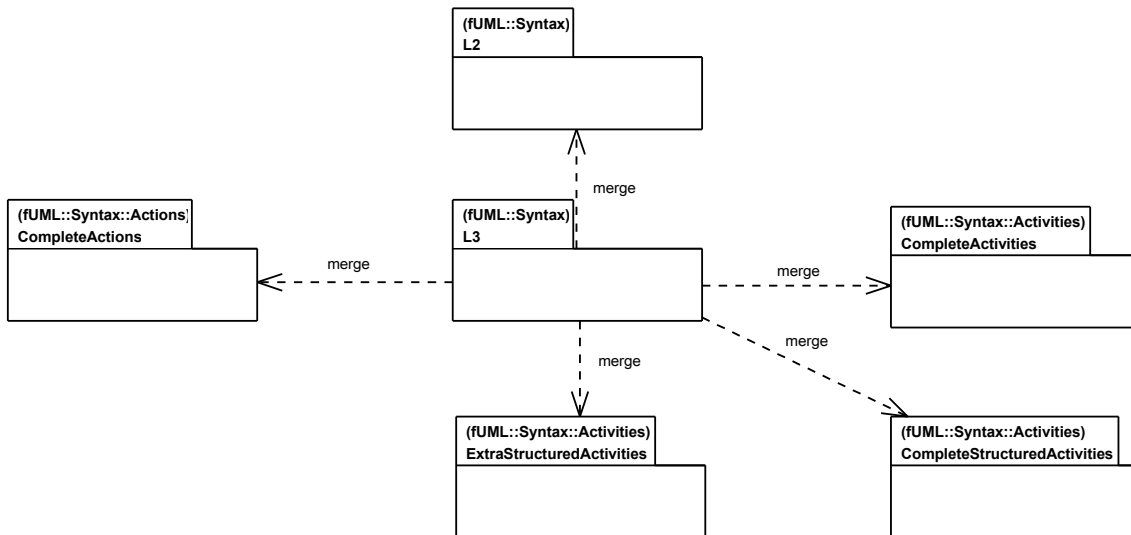 (fUML::Syntax)
L2
merge
(fUML::Syntax::Actions)
CompleteActions
merge
(fUML::Syntax)
L3
merge
(fUML::Syntax::Activities)
CompleteActivities
merge
merge
(fUML::Syntax::Activities)
ExtraStructuredActivities
(fUML::Syntax::Activities)
CompleteStructuredActivities